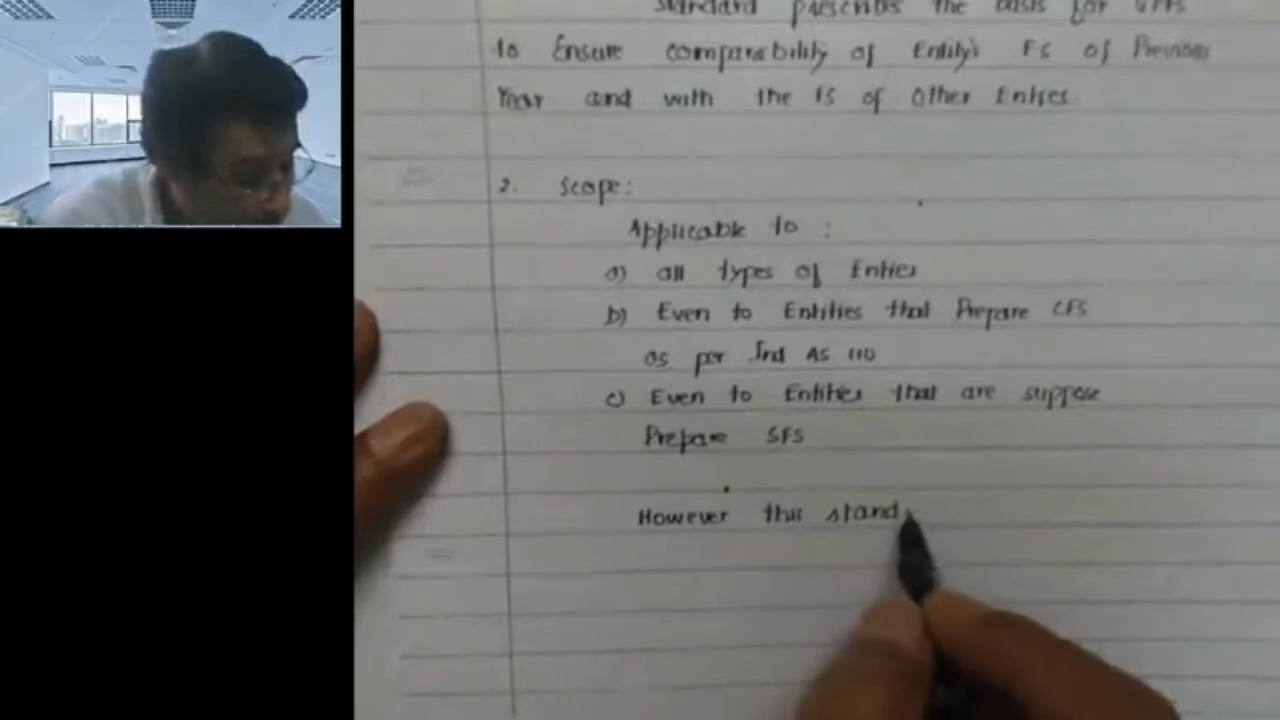 standard prescribes the basis for GPFS
to Ensure comparability of Entity's FS of Previous
Year and with the FS of Other Entities
2. Scope:
Applicable to :
a) all types of Entities
b) Even to Entities that Prepare CFS
as per Ind AS 110
c) Even to Entities that are suppose
Prepare SFS
However this stand